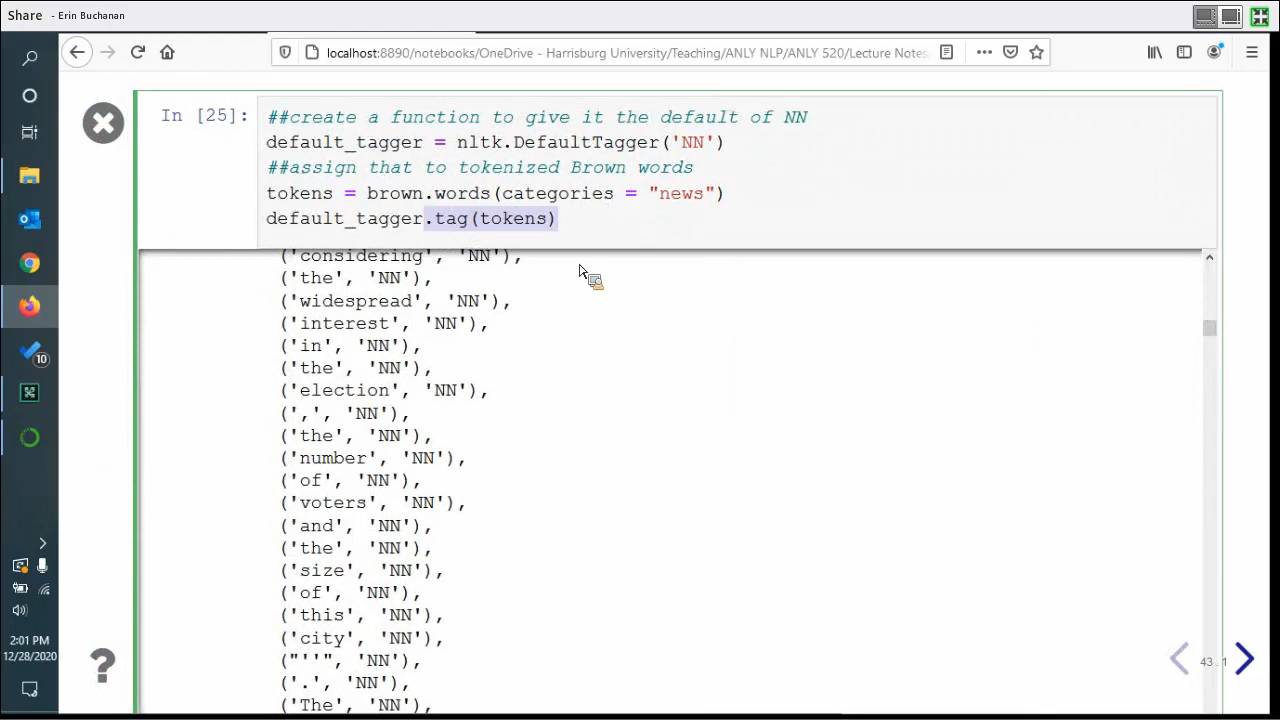 Share - Erin Buchanan
localhost:8890/notebooks/OneDrive - Harrisburg University/Teaching/ANLY NLP/ANLY 520/Lecture Notes,
In [25]:
##create a function to give it the default of NN
default_tagger = nltk.DefaultTagger('NN')
##assign that to tokenized Brown words
tokens = brown.words(categories = "news")
default_tagger.tag(tokens)
('considering', 'NN'),
('the', 'NN'),
('widespread', 'NN'),
('interest', 'NN'),
('in', 'NN'),
('the', 'NN'),
('election', 'NN'),
(',', 'NN'),
('the', 'NN'),
('number', 'NN'),
('of', 'NN'),
('voters', 'NN'),
('and', 'NN'),
('the', 'NN'),
('size', 'NN'),
('of', 'NN'),
('this', 'NN'),
('city', 'NN'),
("''", 'NN'),
('.', 'NN'),
('The', 'NN'),
10
2:01 PM
12/28/2020
?
43.1